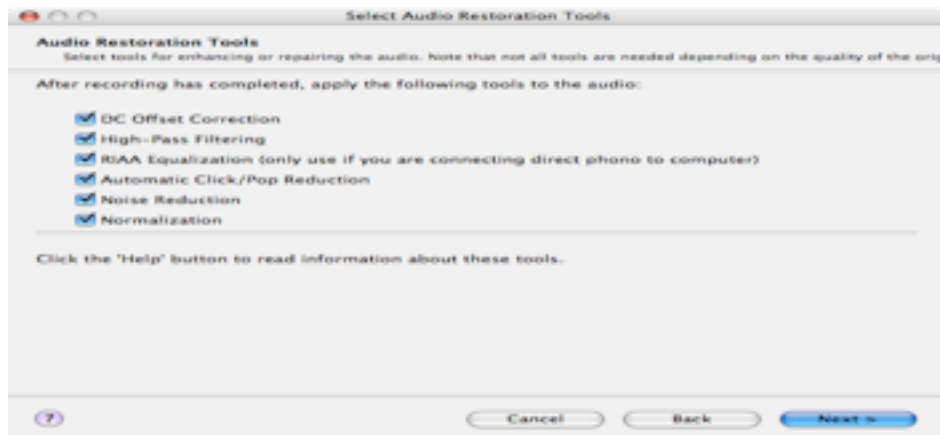 Select Audio Restoration Tools
Audio Restoration Tools
Select tools for enhancing or repairing the audio. Note that not all tools are needed depending on the quality of the orig
After recording has completed, apply the following tools to the audio:
DC Offset Correction
High-Pass Filtering
RIAA Equalization (only use if you are connecting direct phono to computer)
Automatic Click/Pop Reduction
Noise Reduction
Normalization
Click the 'Help' button to read information about these tools.
? Cancel Back Next >